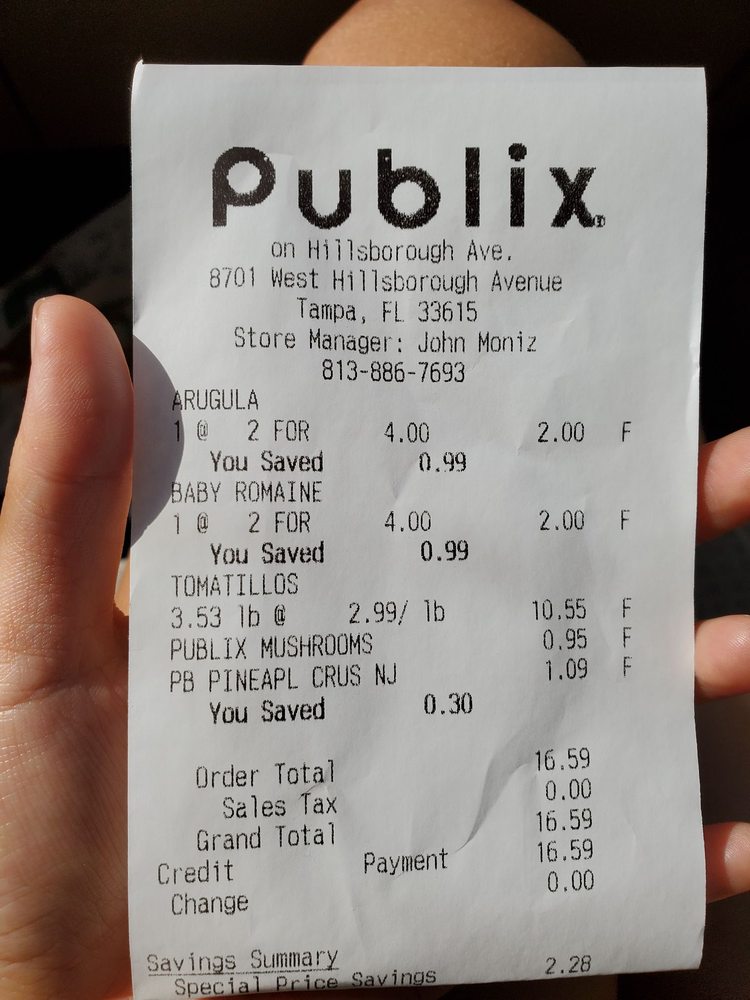 Publix
on Hillsborough Ave.
8701 West Hillsborough Avenue
Tampa, FL 33615
Store Manager: John Moniz
813-886-7693
ARUGULA
1 @ 2 FOR 4.00 2.00 F
You Saved 0.99
BABY ROMAINE
1 @ 2 FOR 4.00 2.00 F
You Saved 0.99
TOMATILLOS
3.53 lb @ 2.99/ lb 10.55 F
PUBLIX MUSHROOMS 0.95 F
PB PINEAPL CRUS NJ 1.09 F
You Saved 0.30
Order Total 16.59
Sales Tax 0.00
Grand Total 16.59
Credit Payment 16.59
Change 0.00
Savings Summary
Special Price Savings 2.28